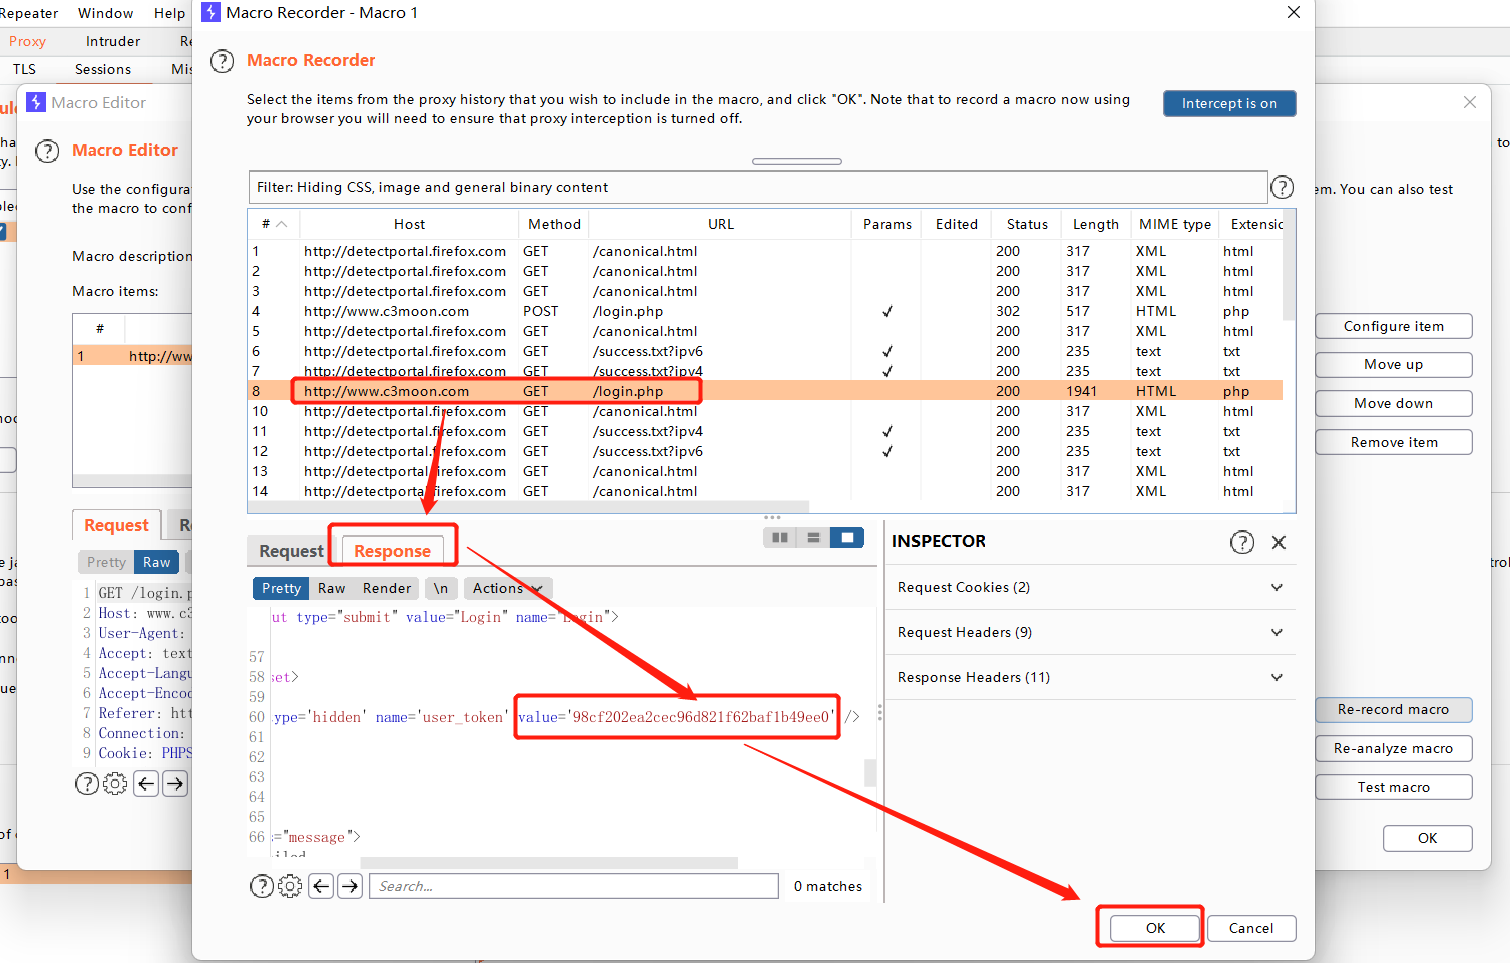 Repeater Window Help
Macro Recorder - Macro 1
Proxy Intruder Re
TLS Sessions Mis
Macro Recorder
Select the items from the proxy history that you wish to include in the macro, and click "OK". Note that to record a macro now using
your browser you will need to ensure that proxy interception is turned off.
Intercept is on
Macro Editor
Macro Editor
Use the configura
the macro to conf
Macro description
Macro items:
#
1 http://ww
em. You can also test
to
Filter: Hiding CSS, image and general binary content
# Host Method URL Params Edited Status Length MIME type Extensio
1 http://detectportal.firefox.com GET /canonical.html 200 317 XML html
2 http://detectportal.firefox.com GET /canonical.html 200 317 XML html
3 http://detectportal.firefox.com GET /canonical.html 200 317 XML html
4 http://www.c3moon.com POST /login.php ✓ 302 517 HTML php
5 http://detectportal.firefox.com GET /canonical.html 200 317 XML html
6 http://detectportal.firefox.com GET /success.txt?ipv6 ✓ 200 235 text txt
7 http://detectportal.firefox.com GET /success.txt?ipv4 ✓ 200 235 text txt
8 http://www.c3moon.com GET /login.php 200 1941 HTML php
10 http://detectportal.firefox.com GET /canonical.html 200 317 XML html
11 http://detectportal.firefox.com GET /success.txt?ipv4 ✓ 200 235 text txt
12 http://detectportal.firefox.com GET /success.txt?ipv6 ✓ 200 235 text txt
13 http://detectportal.firefox.com GET /canonical.html 200 317 XML html
14 http://detectportal.firefox.com GET /canonical.html 200 317 XML html
Configure item
Move up
Move down
Remove item
Request R
Pretty Raw
1 GET /login.p
2 Host: www.c3
3 User-Agent:
4 Accept: text
5 Accept-Langu
6 Accept-Encod
7 Referer: htt
8 Connection:
9 Cookie: PHPS
Request Response
Pretty Raw Render \n Actions
ut type="submit" value="Login" name="Login">
57
58 set>
59
60 type='hidden' name='user_token' value='98cf202ea2cec96d821f62baf1b49ee0' />
61
62
63
64
65
66 s="message">
Search...
0 matches
INSPECTOR
Request Cookies (2)
Request Headers (9)
Response Headers (11)
Re-record macro
Re-analyze macro
Test macro
OK
OK Cancel
1